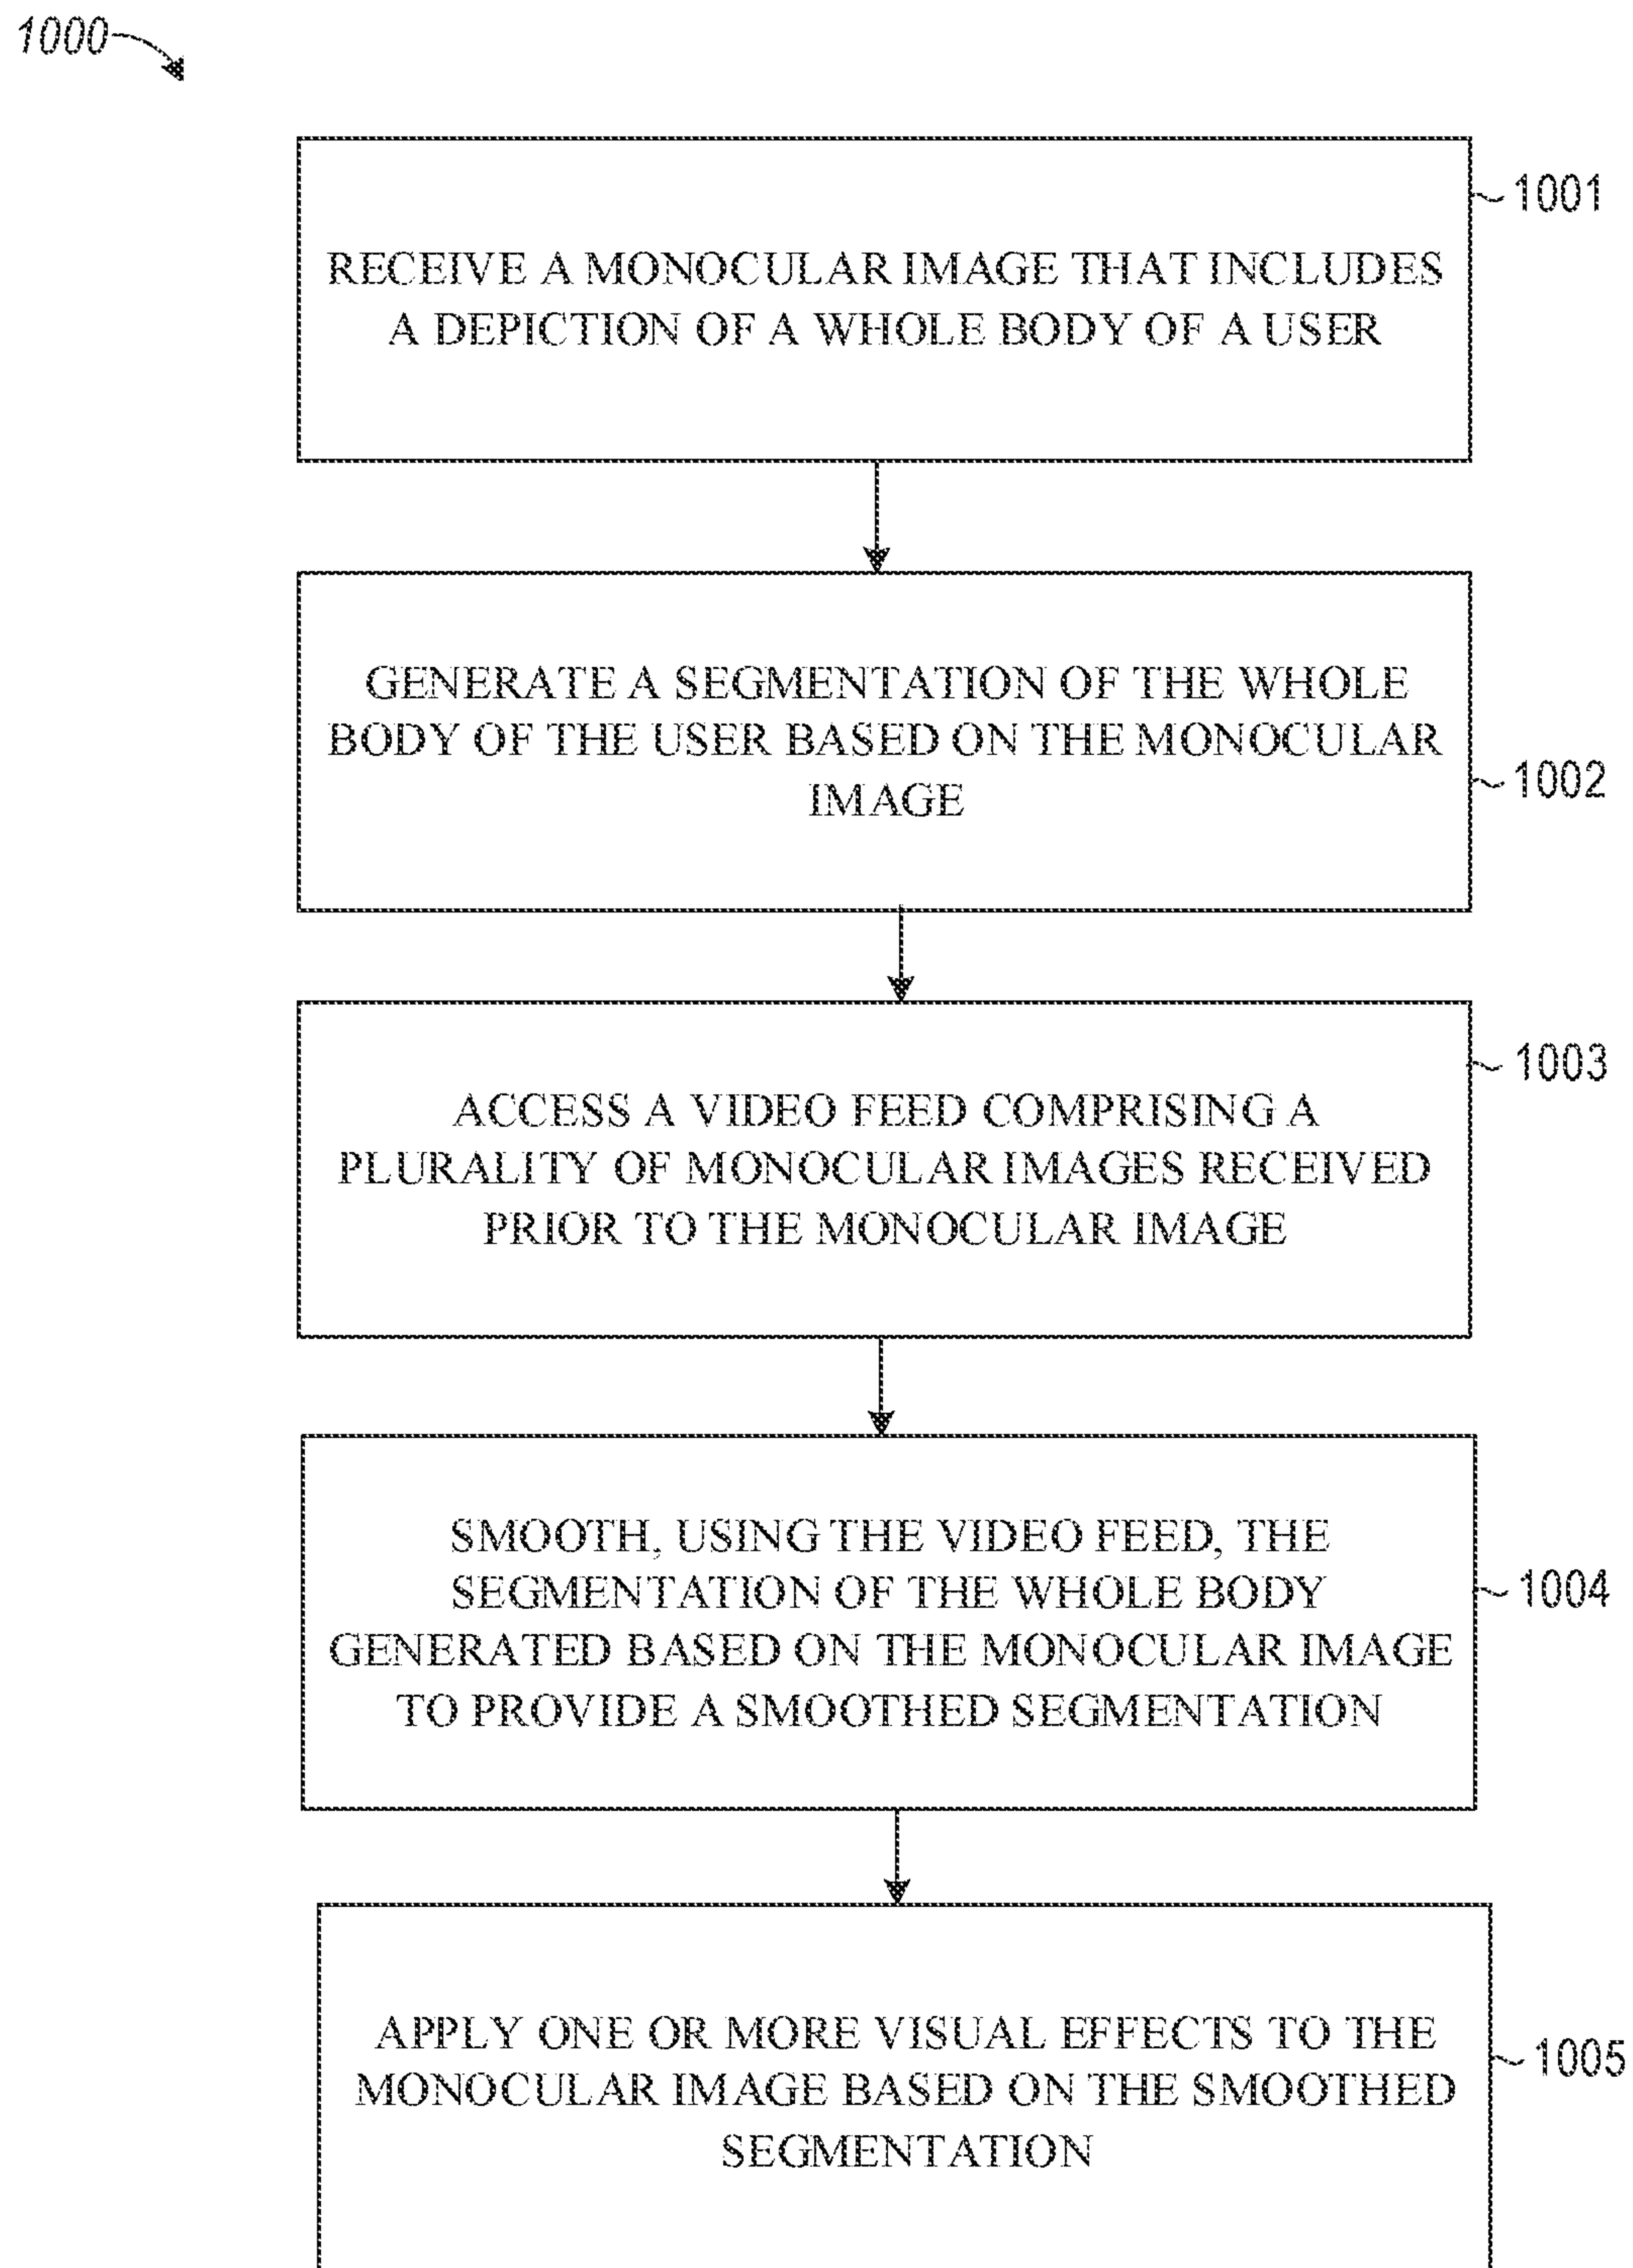 1000
RECEIVE A MONOCULAR IMAGE THAT INCLUDES
A DEPICTION OF A WHOLE BODY OF A USER
1001
GENERATE A SEGMENTATION OF THE WHOLE
BODY OF THE USER BASED ON THE MONOCULAR
IMAGE
1002
ACCESS A VIDEO FEED COMPRISING A
PLURALITY OF MONOCULAR IMAGES RECEIVED
PRIOR TO THE MONOCULAR IMAGE
1003
SMOOTH, USING THE VIDEO FEED, THE
SEGMENTATION OF THE WHOLE BODY
GENERATED BASED ON THE MONOCULAR IMAGE
TO PROVIDE A SMOOTHED SEGMENTATION
1004
APPLY ONE OR MORE VISUAL EFFECTS TO THE
MONOCULAR IMAGE BASED ON THE SMOOTHED
SEGMENTATION
1005